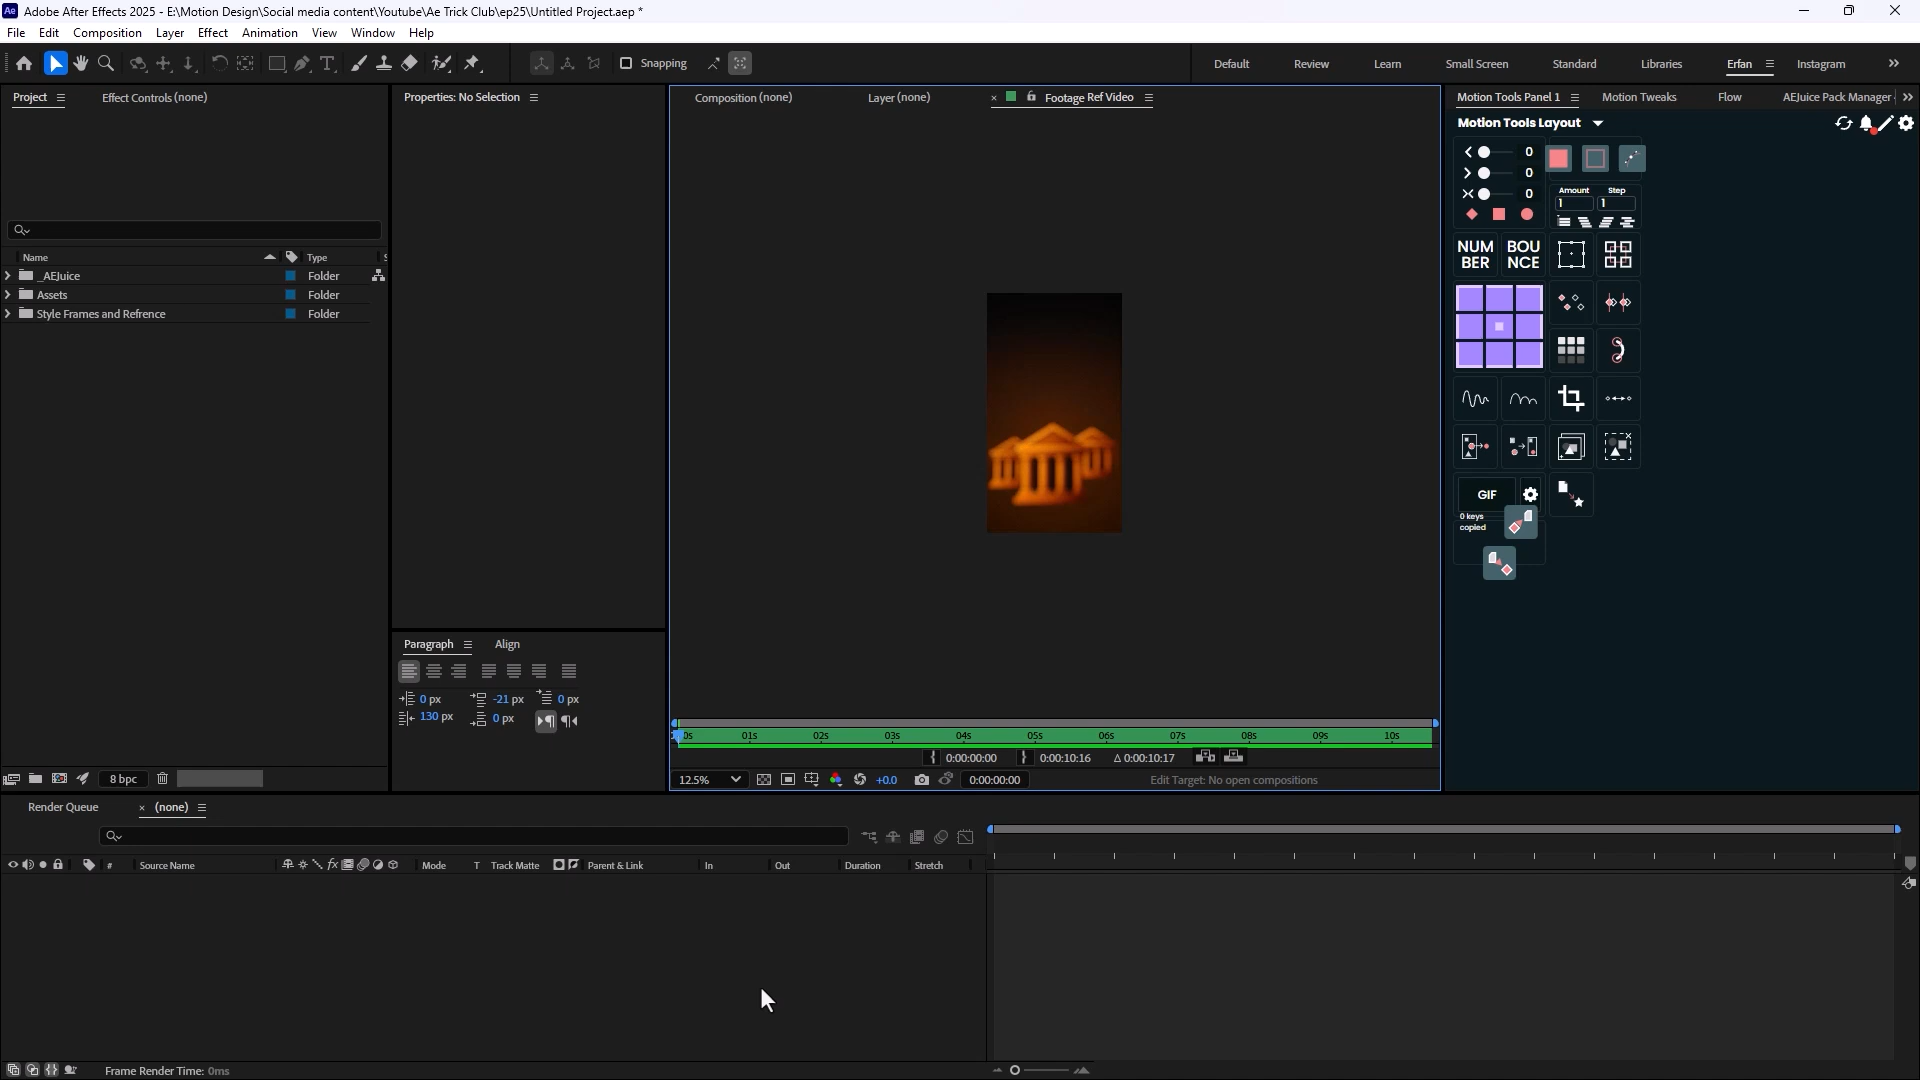 Adobe After Effects 2025 - E:\Motion Design\Social media content\Youtube\Ae Trick Club\ep25\Untitled Project.aep *
File Edit Composition Layer Effect Animation View Window Help
Snapping
Default Review Learn Small Screen Standard Libraries Erfan Instagram
Project Effect Controls (none)
Properties: No Selection
Composition (none) Layer (none) Footage Ref Video
Motion Tools Panel 1 Motion Tweaks Flow AEJuice Pack Manager
Motion Tools Layout
0
0
0
Amount Step
1 1
NUM
BER
BOU
NCE
GIF
0 keys
copied
Name Type
_AEJuice Folder
Assets Folder
Style Frames and Refrence Folder
Paragraph Align
0 px -21 px 0 px
130 px 0 px
8 bpc
01s 02s 03s 04s 05s 06s 07s 08s 09s 10s
0:00:00:00 0:00:10:16 Δ 0:00:10:17
12.5% +0.0 0:00:00:00 Edit Target: No open compositions
Render Queue (none)
# Source Name Mode T Track Matte Parent & Link In Out Duration Stretch
Frame Render Time: 0ms